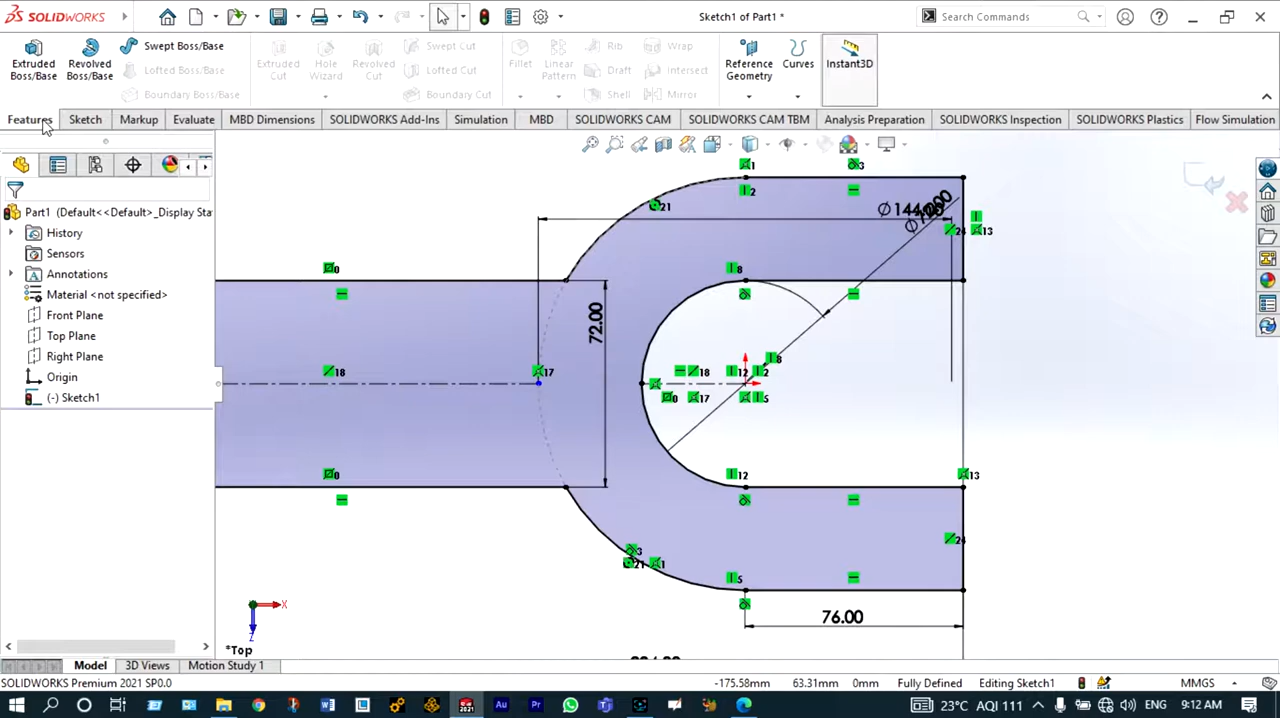 SOLIDWORKS
Sketch1 of Part1 *
Search Commands
Extruded Boss/Base
Revolved Boss/Base
Swept Boss/Base
Lofted Boss/Base
Boundary Boss/Base
Extruded Cut
Hole Wizard
Revolved Cut
Swept Cut
Lofted Cut
Boundary Cut
Fillet
Linear Pattern
Rib
Draft
Shell
Wrap
Intersect
Mirror
Reference Geometry
Curves
Instant3D
Features
Sketch
Markup
Evaluate
MBD Dimensions
SOLIDWORKS Add-Ins
Simulation
MBD
SOLIDWORKS CAM
SOLIDWORKS CAM TBM
Analysis Preparation
SOLIDWORKS Inspection
SOLIDWORKS Plastics
Flow Simulation
Part1 (Default<<Default>_Display Sta
History
Sensors
Annotations
Material <not specified>
Front Plane
Top Plane
Right Plane
Origin
(-) Sketch1
72.00
76.00
X
Z
*Top
Model
3D Views
Motion Study 1
SOLIDWORKS Premium 2021 SP0.0
-175.58mm
63.31mm
0mm
Fully Defined
Editing Sketch1
MMGS
23°C AQI 111
ENG
9:12 AM